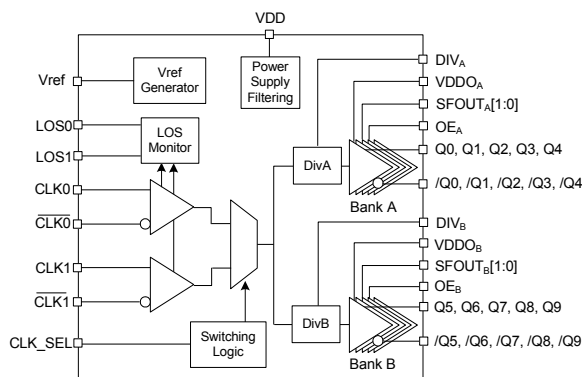 VDD
Vref
Vref
Generator
Power
Supply
Filtering
DIVA
VDDOA
SFOUTA[1:0]
OEA
LOS0
LOS1
LOS
Monitor
Q0, Q1, Q2, Q3, Q4
/Q0, /Q1, /Q2, /Q3, /Q4
DivA
Bank A
CLK0
CLK0
CLK1
CLK1
DIVB
VDDOB
SFOUTB[1:0]
OEB
Q5, Q6, Q7, Q8, Q9
/Q5, /Q6, /Q7, /Q8, /Q9
DivB
Bank B
CLK_SEL
Switching
Logic